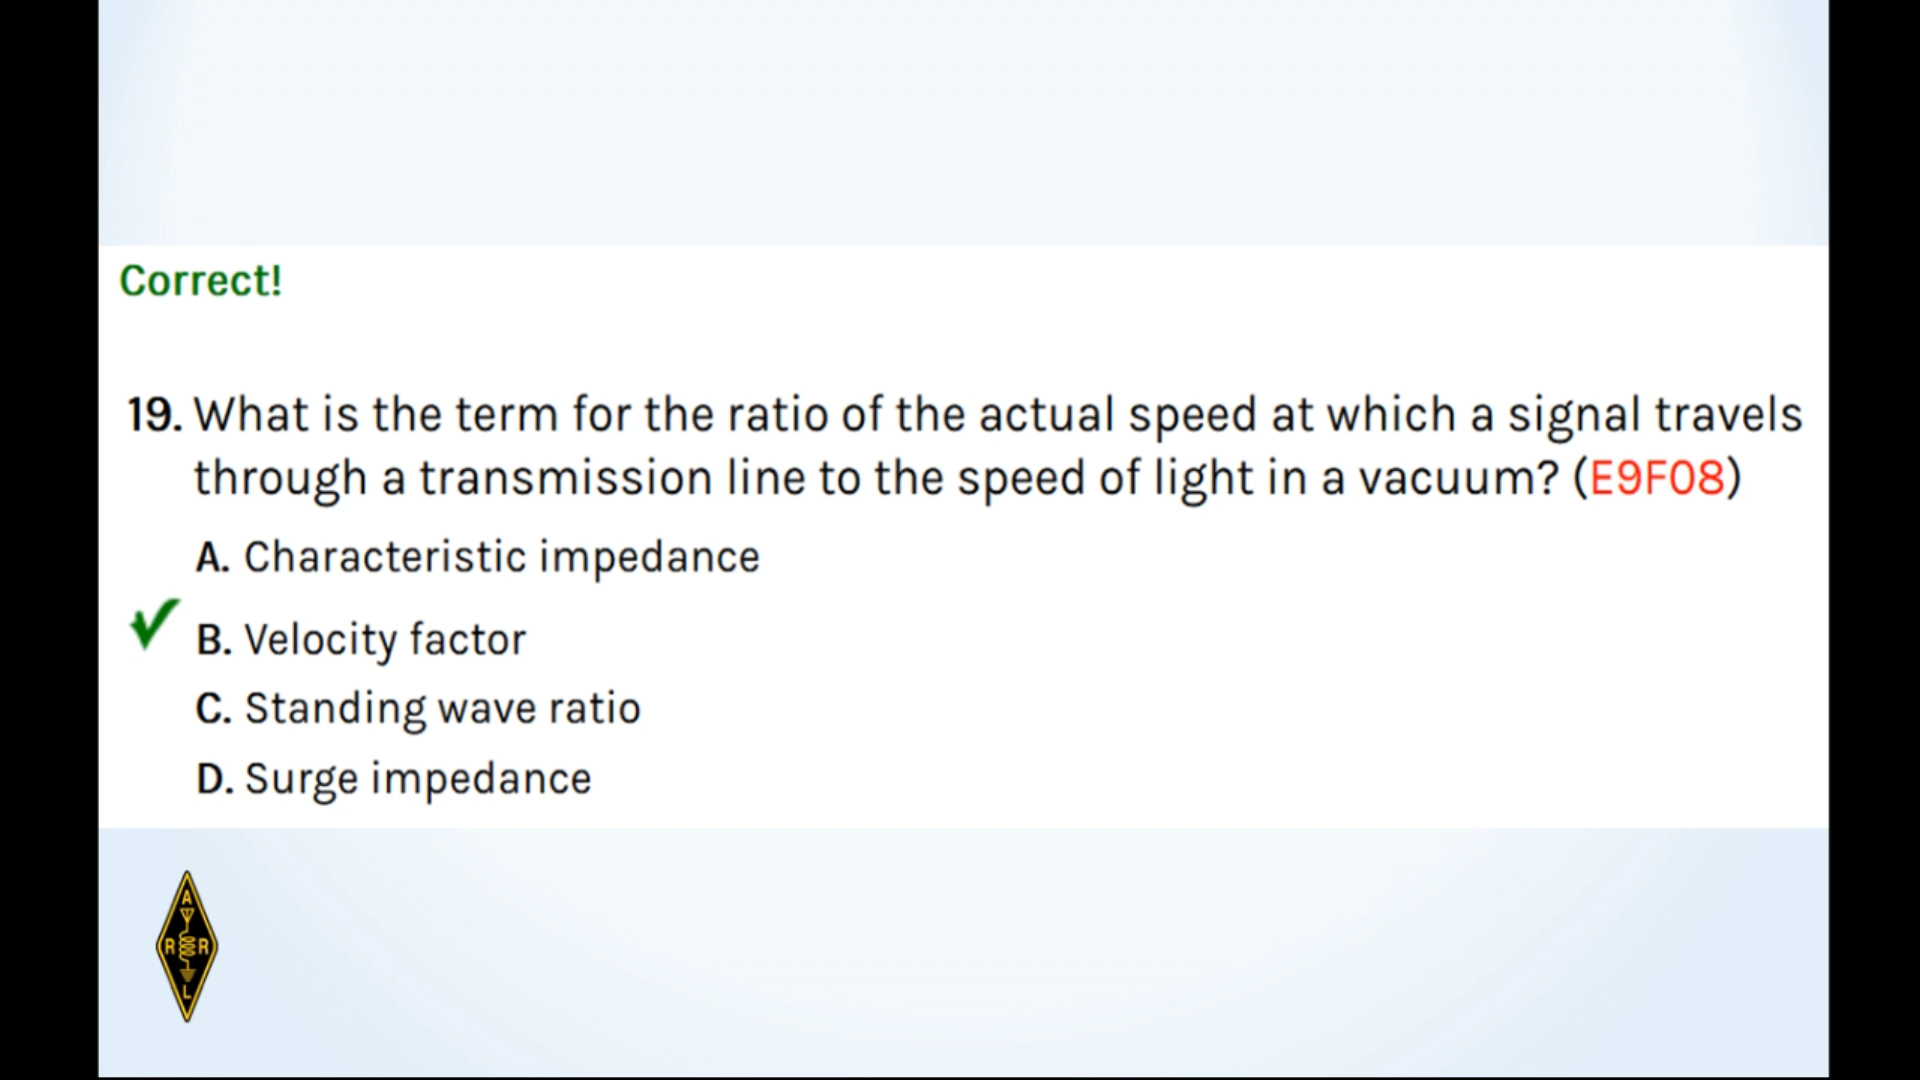 Correct!
19. What is the term for the ratio of the actual speed at which a signal travels
through a transmission line to the speed of light in a vacuum? (E9F08)
A. Characteristic impedance
B. Velocity factor
C. Standing wave ratio
D. Surge impedance
A
R R
L